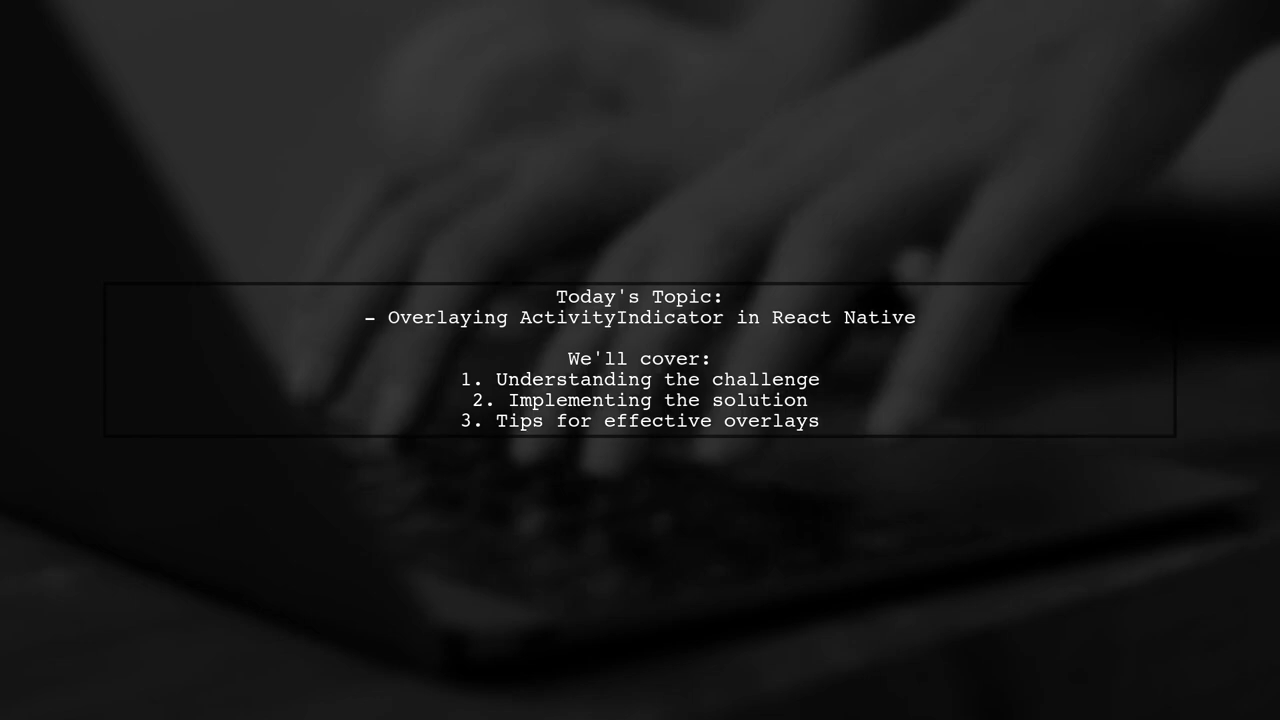 Today's Topic:
- Overlaying ActivityIndicator in React Native
We'll cover:
1. Understanding the challenge
2. Implementing the solution
3. Tips for effective overlays